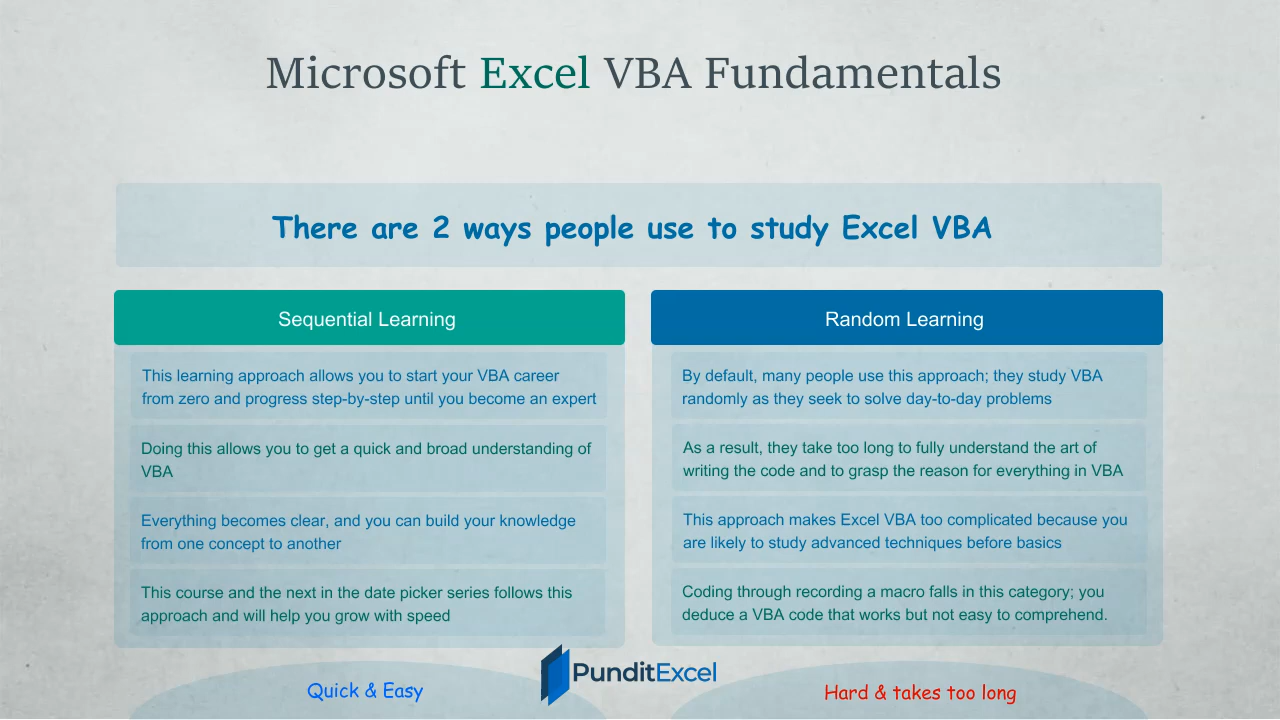 Microsoft Excel VBA Fundamentals
There are 2 ways people use to study Excel VBA
Sequential Learning
This learning approach allows you to start your VBA career
from zero and progress step-by-step until you become an expert
Doing this allows you to get a quick and broad understanding of
VBA
Everything becomes clear, and you can build your knowledge
from one concept to another
This course and the next in the date picker series follows this
approach and will help you grow with speed
Quick & Easy
Random Learning
By default, many people use this approach; they study VBA
randomly as they seek to solve day-to-day problems
As a result, they take too long to fully understand the art of
writing the code and to grasp the reason for everything in VBA
This approach makes Excel VBA too complicated because you
are likely to study advanced techniques before basics
Coding through recording a macro falls in this category; you
deduce a VBA code that works but not easy to comprehend.
Hard & takes too long
PunditExcel